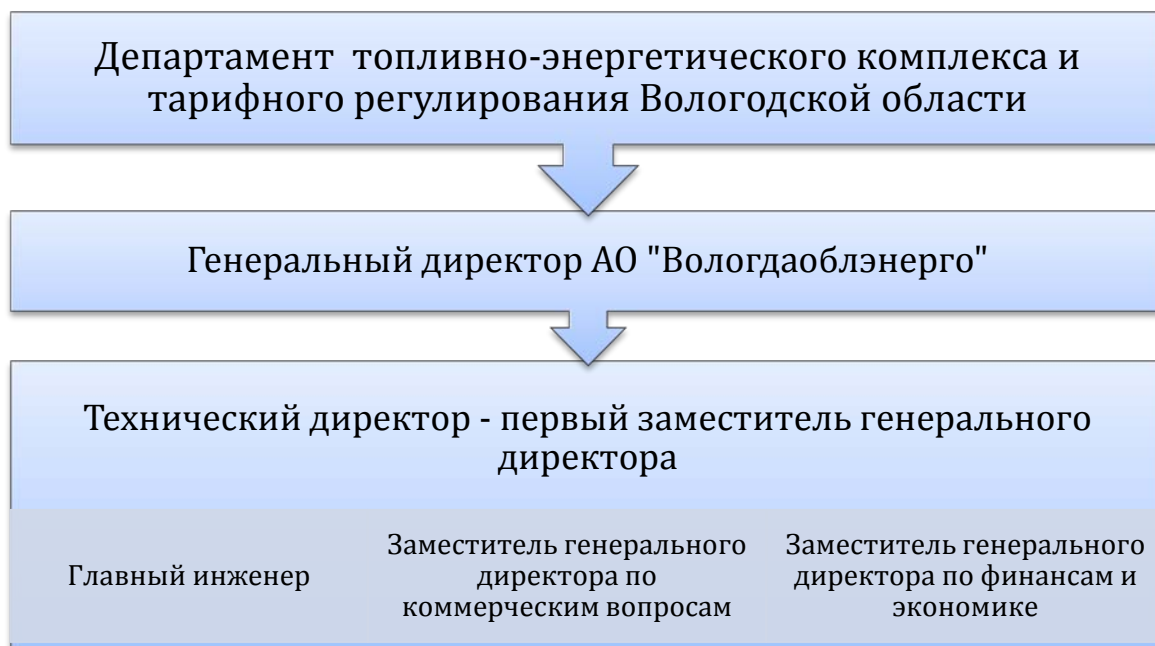 Департамент топливно-энергетического комплекса и
тарифного регулирования Вологодской области
Генеральный директор АО "Вологдаоблэнерго"
Технический директор - первый заместитель генерального
директора
Главный инженер
Заместитель генерального
директора по
коммерческим вопросам
Заместитель генерального
директора по финансам и
экономике